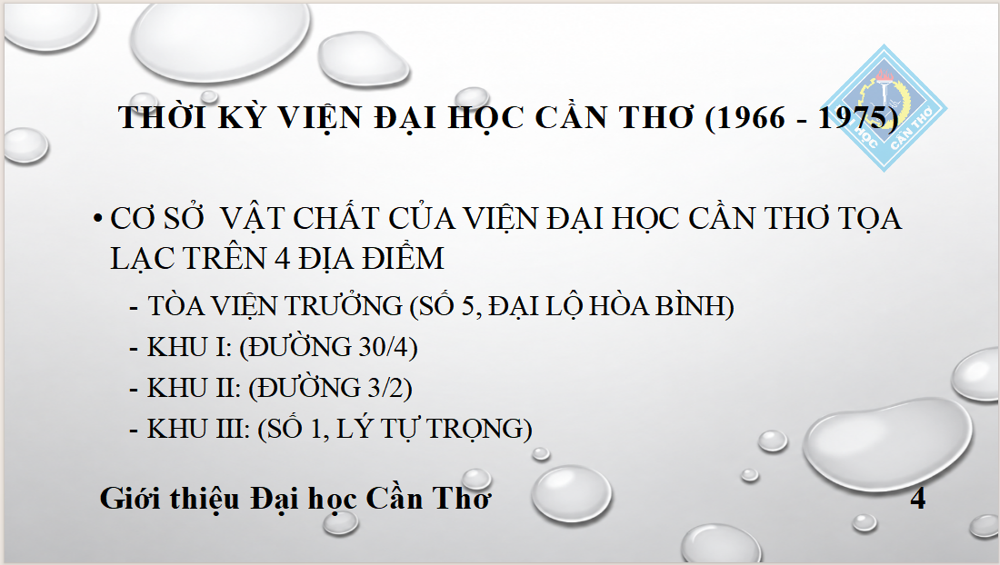 THỜI KỲ VIỆN ĐẠI HỌC CẦN THƠ (1966 - 1975)
HỌC CẦN THƠ
• CƠ SỞ VẬT CHẤT CỦA VIỆN ĐẠI HỌC CẦN THƠ TỌA
LẠC TRÊN 4 ĐỊA ĐIỂM
- TÒA VIỆN TRƯỞNG (SỐ 5, ĐẠI LỘ HÒA BÌNH)
- KHU I: (ĐƯỜNG 30/4)
- KHU II: (ĐƯỜNG 3/2)
- KHU III: (SỐ 1, LÝ TỰ TRỌNG)
Giới thiệu Đại học Cần Thơ
4